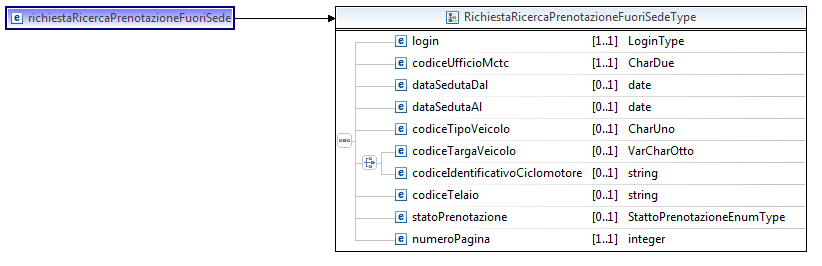 richiestaRicercaPrenotazioneFuoriSede
RichiestaRicercaPrenotazioneFuoriSedeType
login [1..1] LoginType
codiceUfficioMctc [1..1] CharDue
dataSedutaDal [0..1] date
dataSedutaAl [0..1] date
codiceTipoVeicolo [0..1] CharUno
codiceTargaVeicolo [0..1] VarCharOtto
codiceIdentificativoCiclomotore [0..1] string
codiceTelaio [0..1] string
statoPrenotazione [0..1] StattoPrenotazioneEnumType
numeroPagina [1..1] integer